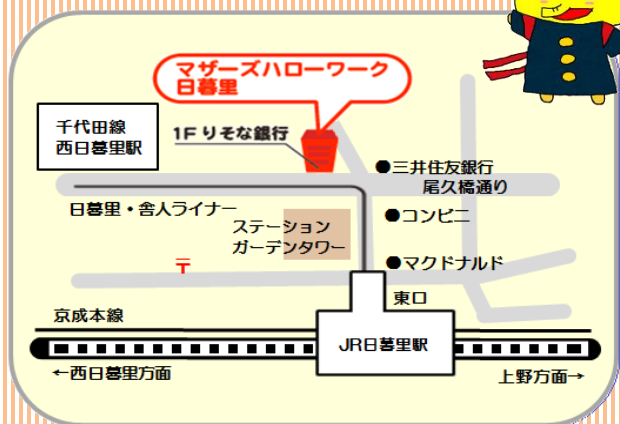 マザーズハローワーク
日暮里
千代田線
西日暮里駅
1Fりそな銀行
●三井住友銀行
尾久橋通り
日暮里・舎人ライナー
ステーション
ガーデンタワー
●コンビニ
〒
●マクドナルド
東口
京成本線
JR日暮里駅
←西日暮里方面
上野方面→